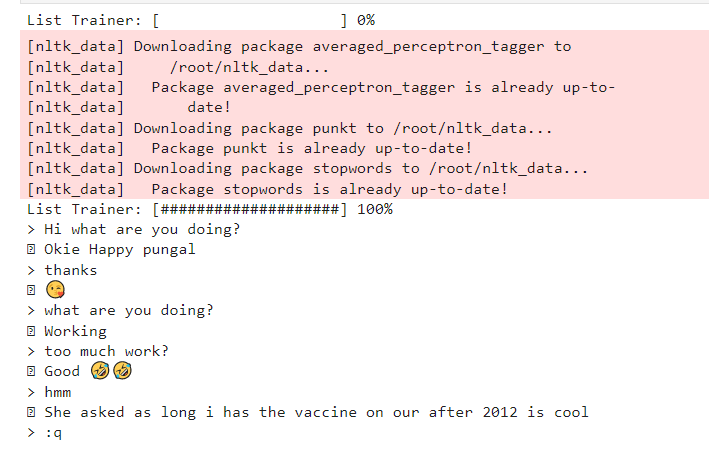 List Trainer: [                    ] 0%
[nltk_data] Downloading package averaged_perceptron_tagger to
[nltk_data]     /root/nltk_data...
[nltk_data]   Package averaged_perceptron_tagger is already up-to-
[nltk_data]       date!
[nltk_data] Downloading package punkt to /root/nltk_data...
[nltk_data]   Package punkt is already up-to-date!
[nltk_data] Downloading package stopwords to /root/nltk_data...
[nltk_data]   Package stopwords is already up-to-date!
List Trainer: [####################] 100%
> Hi what are you doing?
Okie Happy pungal
> thanks
😘
> what are you doing?
Working
> too much work?
Good 🤣🤣
> hmm
She asked as long i has the vaccine on our after 2012 is cool
> :q